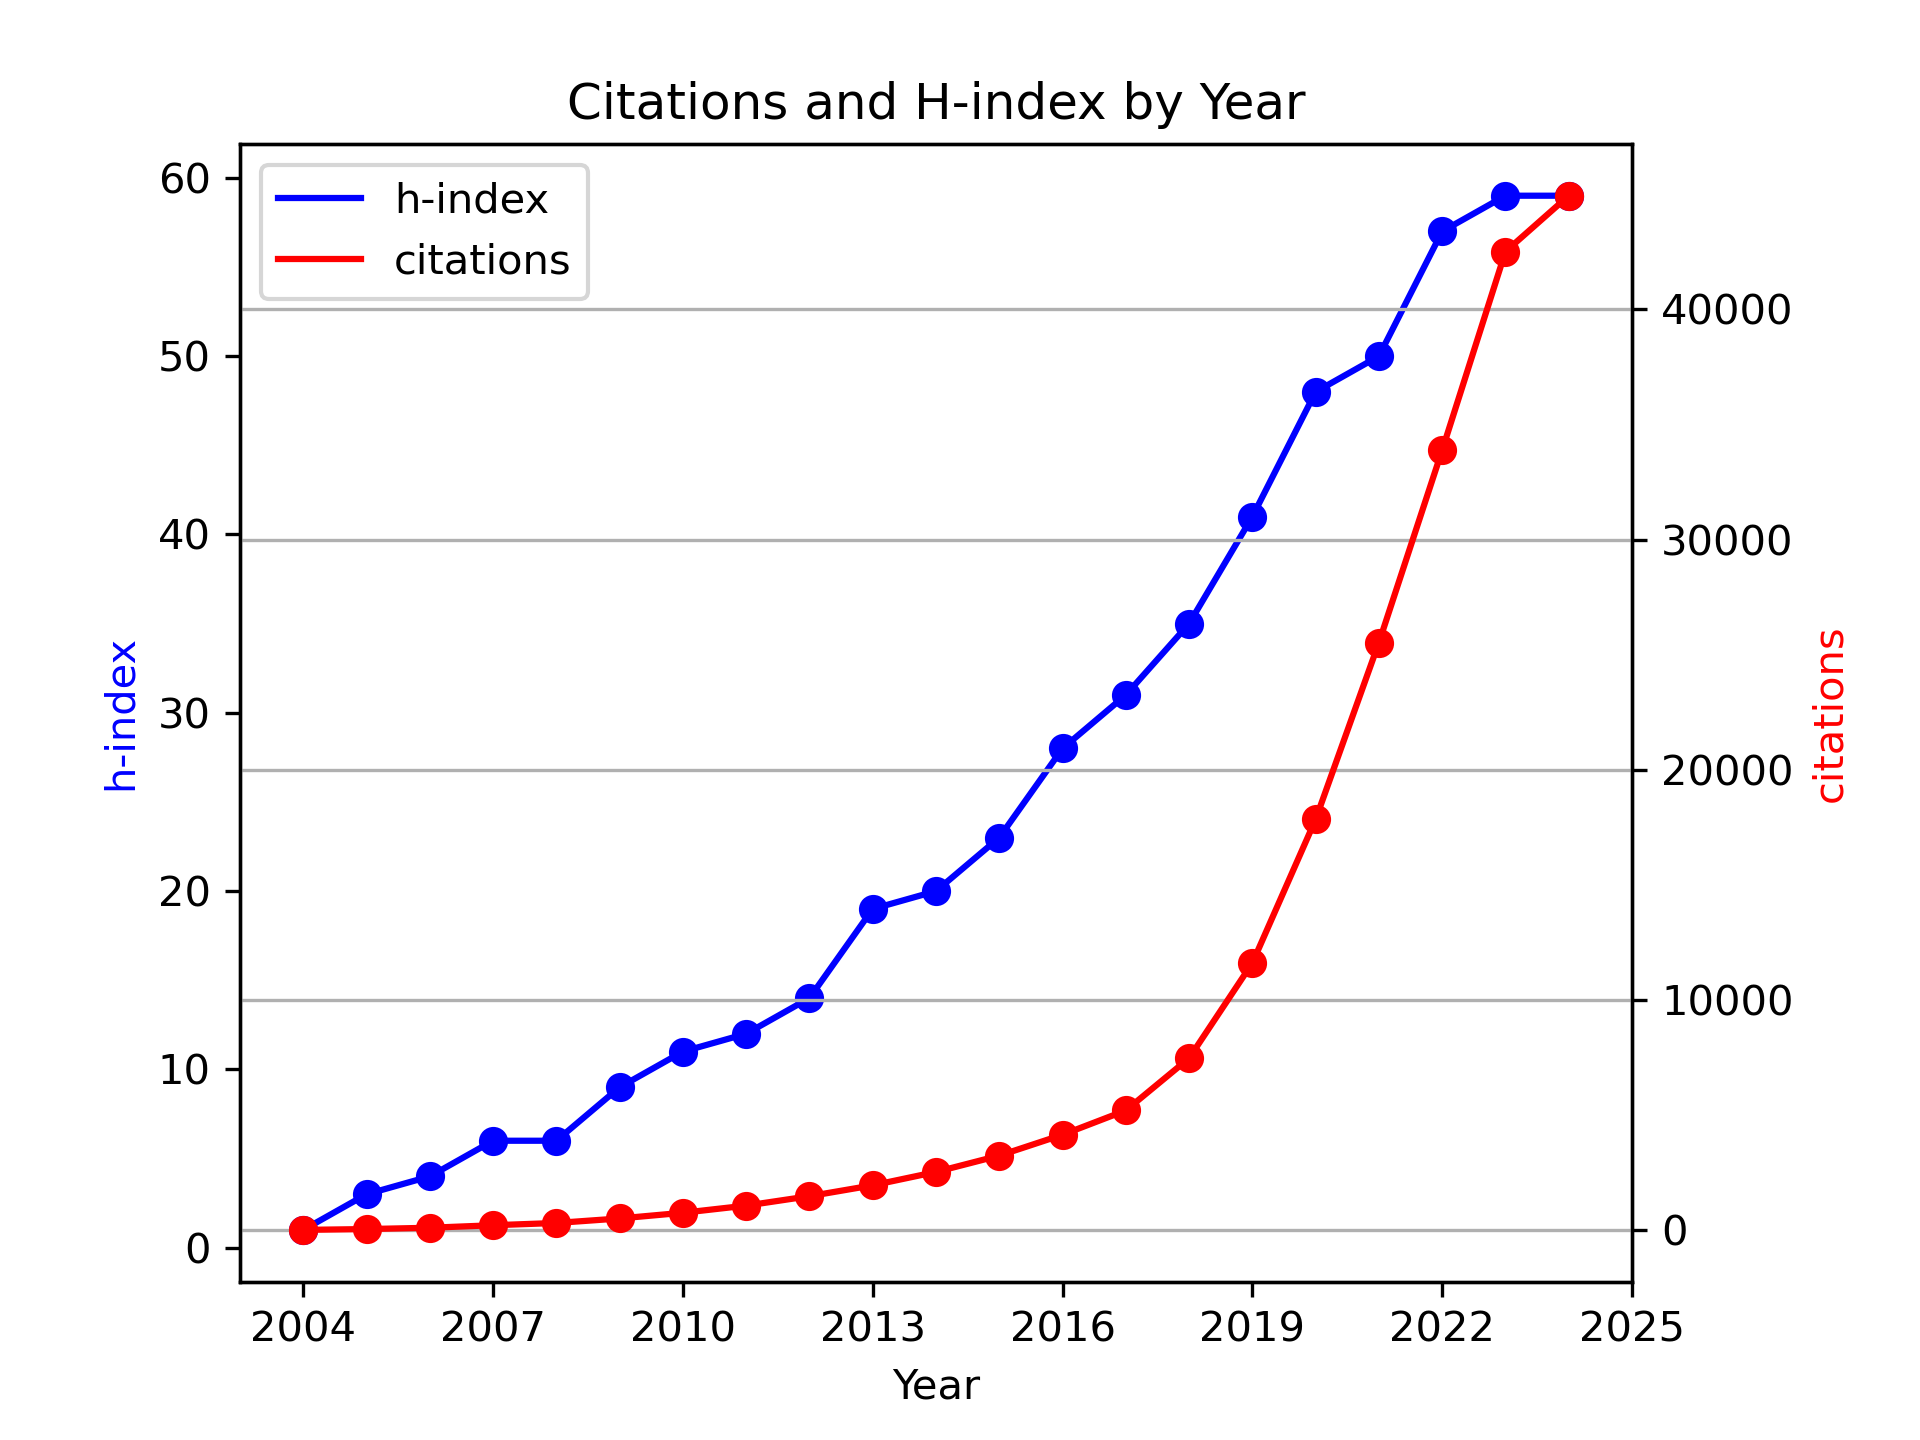 Citations and H-index by Year
h-index
citations
60
50
40
30
20
10
0
h-index
40000
30000
20000
10000
0
citations
2004 2007 2010 2013 2016 2019 2022 2025
Year